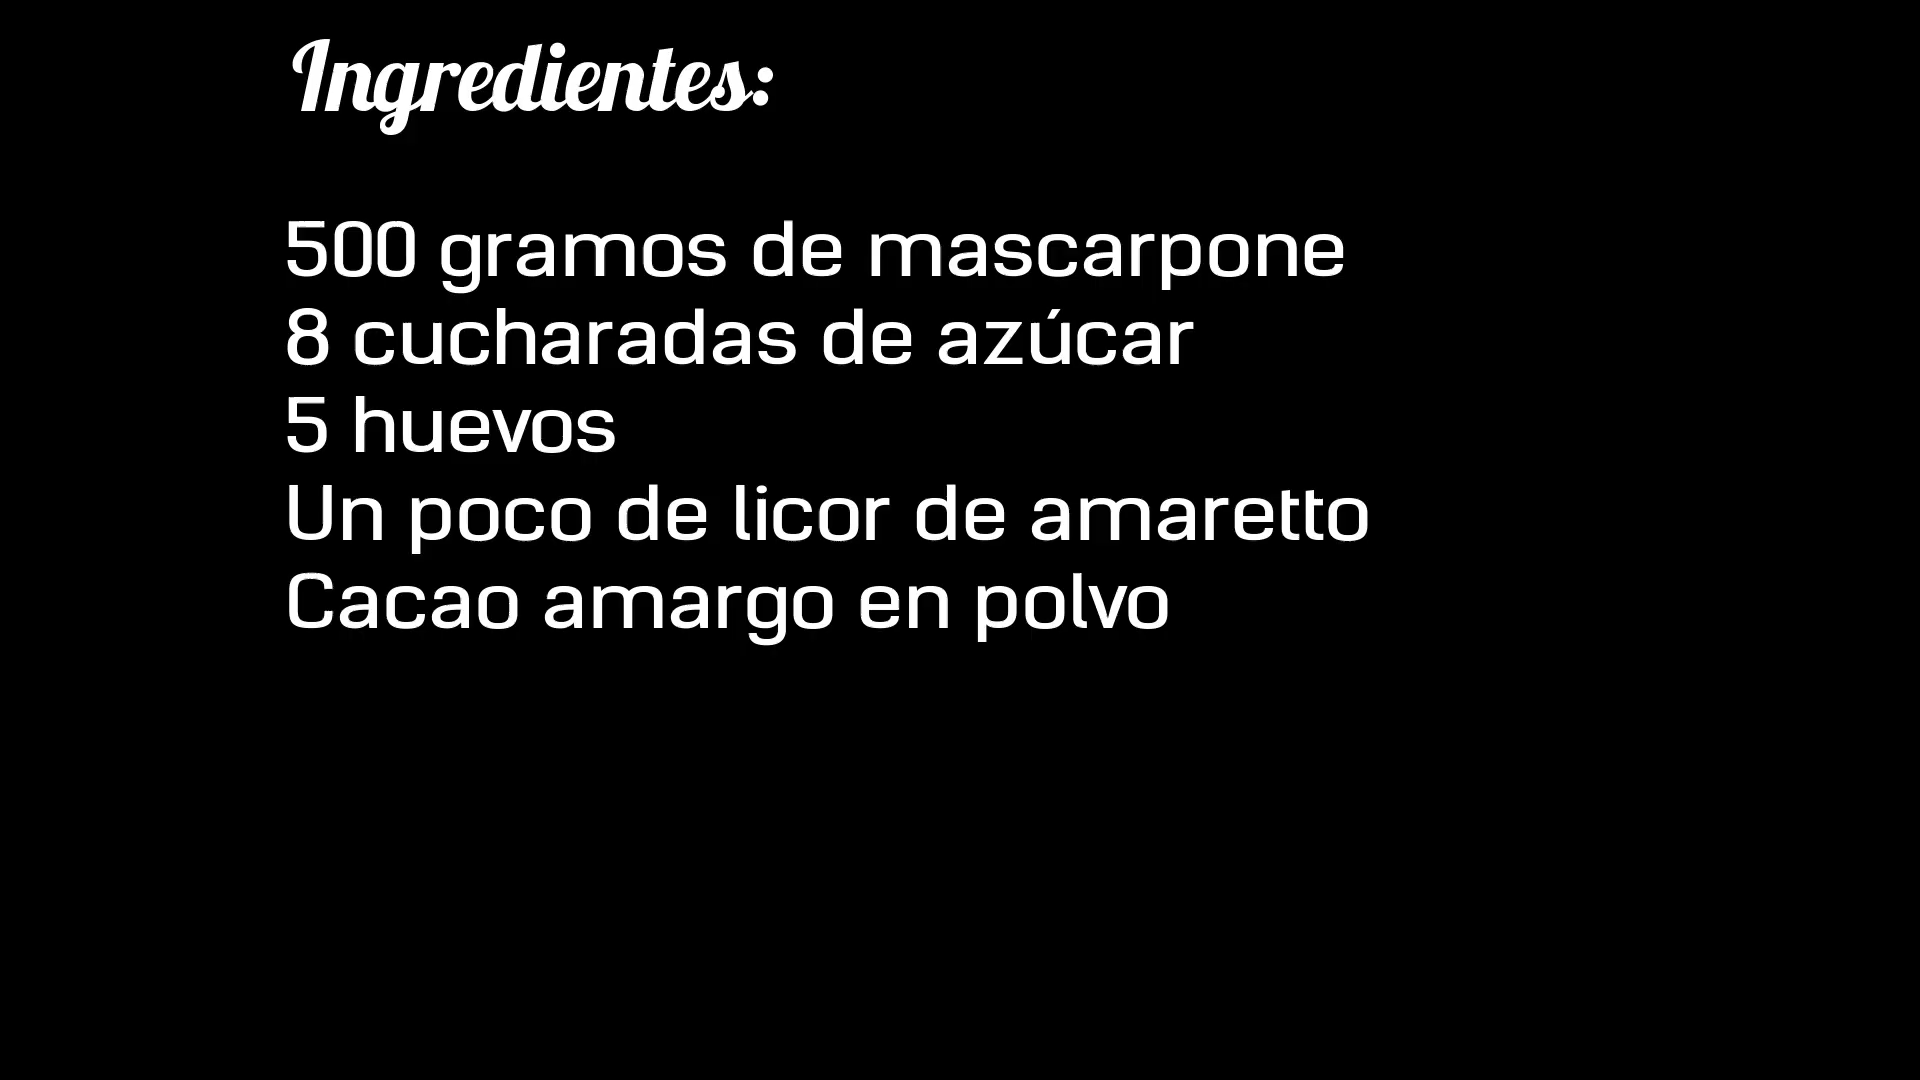 Ingredientes:
500 gramos de mascarpone
8 cucharadas de azúcar
5 huevos
Un poco de licor de amaretto
Cacao amargo en polvo